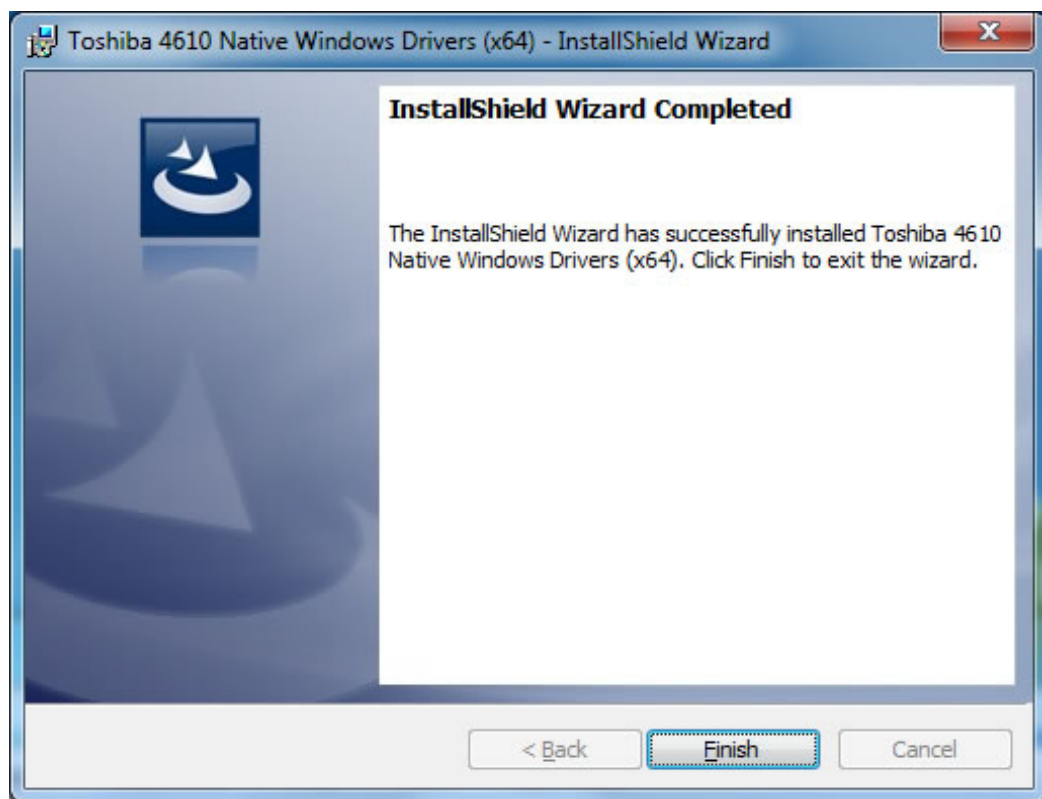 Toshiba 4610 Native Windows Drivers (x64) - InstallShield Wizard
InstallShield Wizard Completed
The InstallShield Wizard has successfully installed Toshiba 4610
Native Windows Drivers (x64). Click Finish to exit the wizard.
< Back
Finish
Cancel